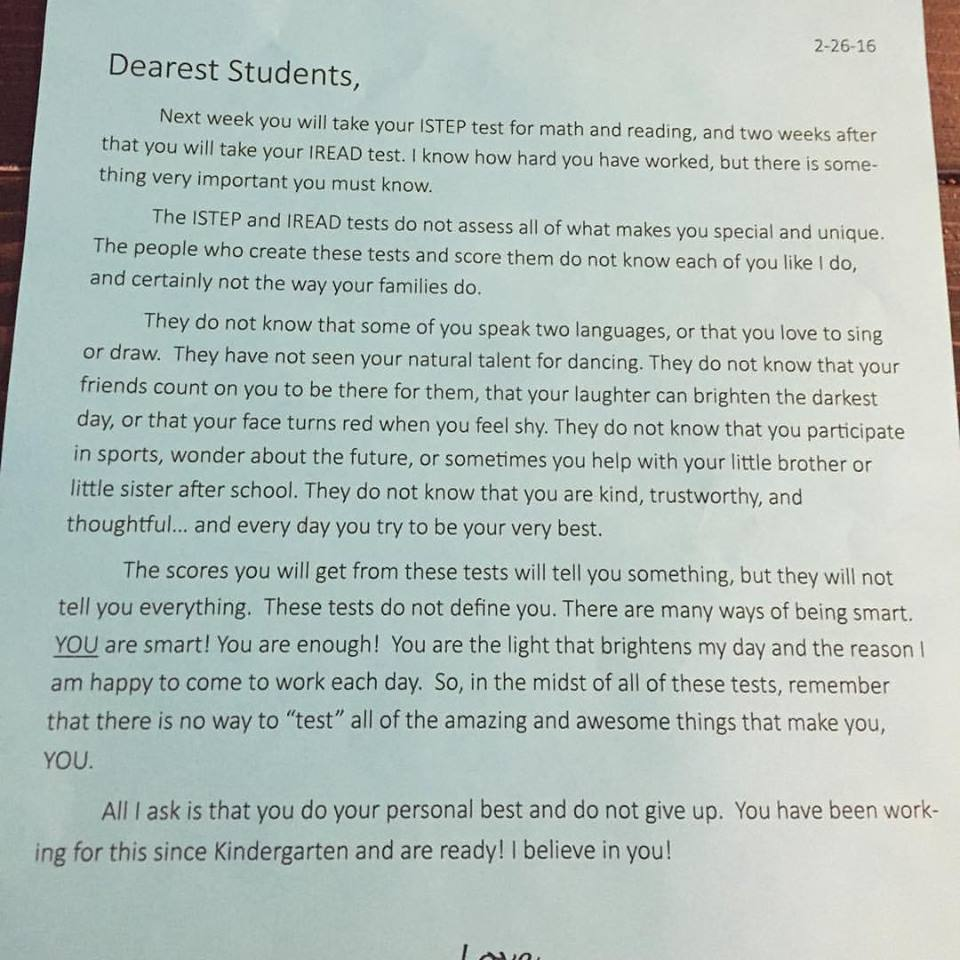 2-26-16
Dearest Students,
Next week you will take your ISTEP test for math and reading, and two weeks after
that you will take your IREAD test. I know how hard you have worked, but there is some-
thing very important you must know.
The ISTEP and IREAD tests do not assess all of what makes you special and unique.
The people who create these tests and score them do not know each of you like I do,
and certainly not the way your families do.
They do not know that some of you speak two languages, or that you love to sing
or draw.  They have not seen your natural talent for dancing. They do not know that your
friends count on you to be there for them, that your laughter can brighten the darkest
day, or that your face turns red when you feel shy. They do not know that you participate
in sports, wonder about the future, or sometimes you help with your little brother or
little sister after school. They do not know that you are kind, trustworthy, and
thoughtful... and every day you try to be your very best.
The scores you will get from these tests will tell you something, but they will not
tell you everything.  These tests do not define you. There are many ways of being smart.
YOU are smart! You are enough!  You are the light that brightens my day and the reason I
am happy to come to work each day.  So, in the midst of all of these tests, remember
that there is no way to “test” all of the amazing and awesome things that make you,
YOU.
All I ask is that you do your personal best and do not give up.  You have been work-
ing for this since Kindergarten and are ready! I believe in you!
Love,